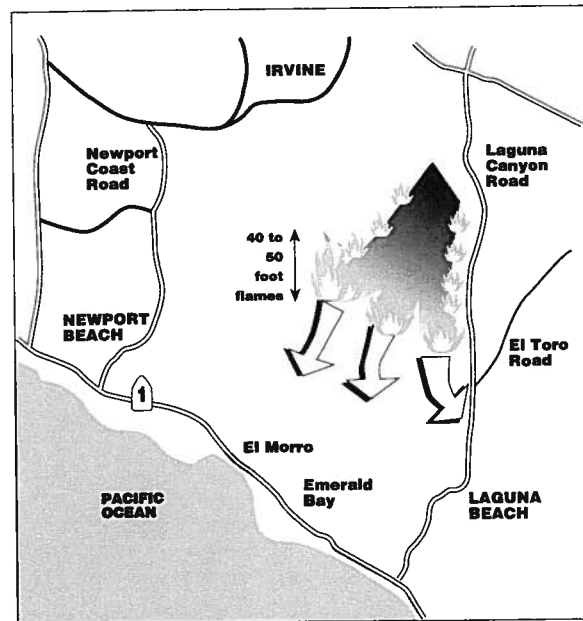 IRVINE
Newport
Coast
Road
Laguna
Canyon
Road
40 to
50
foot
flames
NEWPORT
BEACH
El Toro
Road
1
El Morro
Emerald
Bay
PACIFIC
OCEAN
LAGUNA
BEACH